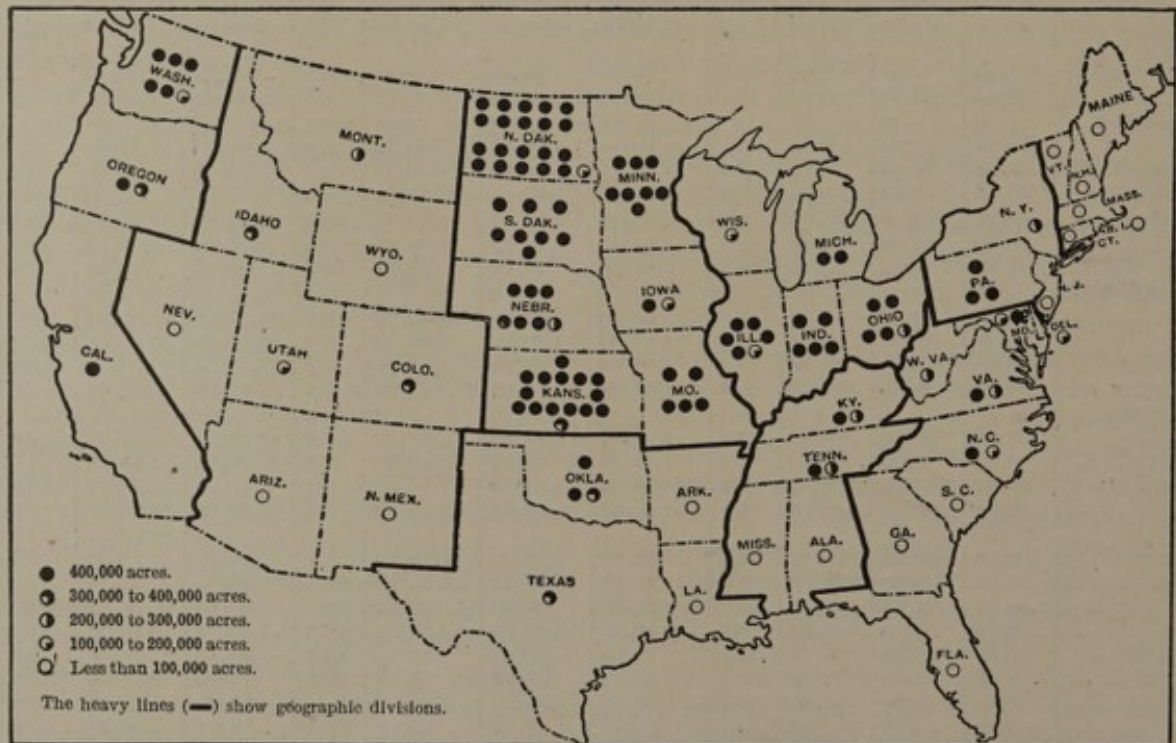 WASH.
MONT.
N. DAK.
MINN.
MAINE
VT.
N.H.
OREGON
IDAHO
S. DAK.
WIS.
MICH.
N. Y.
MASS.
R. I.
CT.
WYO.
NEBR.
IOWA
PA.
N. J.
NEV.
UTAH
COLO.
KANS.
MO.
ILL.
IND.
OHIO
W. VA.
MD.
DEL.
CAL.
VA.
KY.
N. C.
TENN.
ARIZ.
N. MEX.
OKLA.
ARK.
S. C.
MISS.
ALA.
GA.
TEXAS
LA.
FLA.
400,000 acres.
300,000 to 400,000 acres.
200,000 to 300,000 acres.
100,000 to 200,000 acres.
Less than 100,000 acres.
The heavy lines (▬) show geographic divisions.